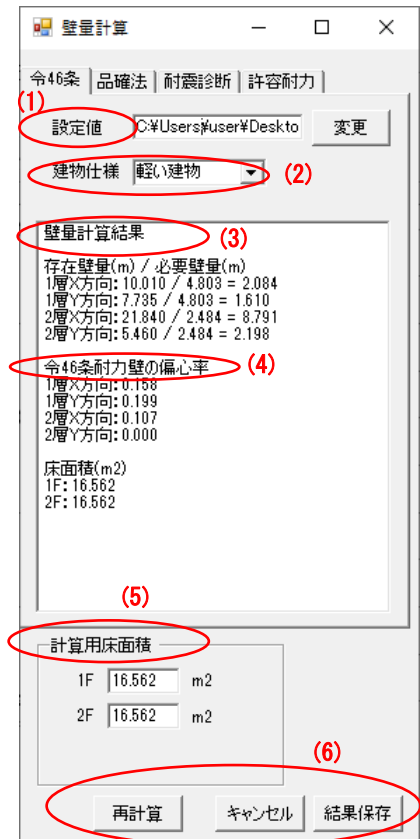 壁量計算
令46条 品確法 耐震診断 許容耐力
(1)
設定値 C:¥Users¥user¥Deskto 変更
建物仕様 軽い建物 (2)
壁量計算結果 (3)
存在壁量(m) / 必要壁量(m)
1層X方向: 10.010 / 4.803 = 2.084
1層Y方向: 7.735 / 4.803 = 1.610
2層X方向: 21.840 / 2.484 = 8.791
2層Y方向: 5.460 / 2.484 = 2.198
令46条耐力壁の偏心率 (4)
1層X方向: 0.158
1層Y方向: 0.199
2層X方向: 0.107
2層Y方向: 0.000
床面積(m2)
1F: 16.562
2F: 16.562
(5)
計算用床面積
1F 16.562 m2
2F 16.562 m2
(6)
再計算 キャンセル 結果保存